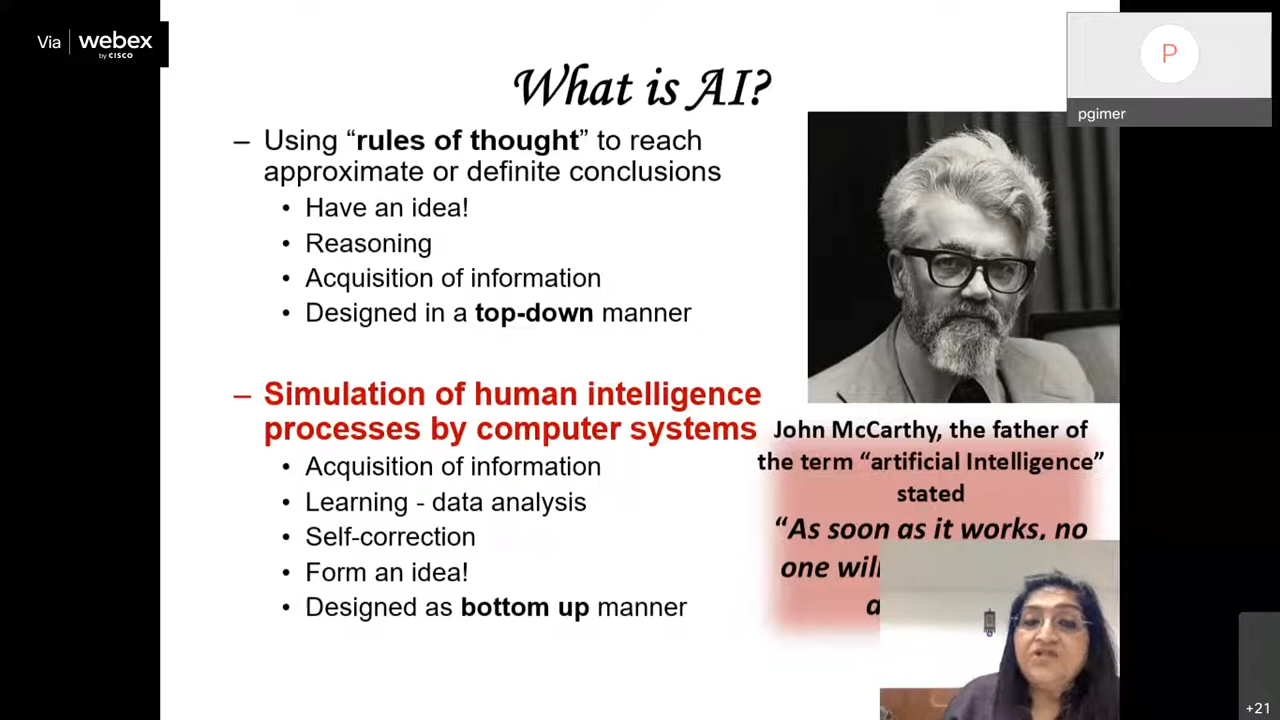 Via webex
by CISCO
P
pgimer
What is AI?
– Using “rules of thought” to reach
approximate or definite conclusions
• Have an idea!
• Reasoning
• Acquisition of information
• Designed in a top-down manner
– Simulation of human intelligence
processes by computer systems
• Acquisition of information
• Learning - data analysis
• Self-correction
• Form an idea!
• Designed as bottom up manner
John McCarthy, the father of
the term “artificial Intelligence”
stated
“As soon as it works, no
one will
+21